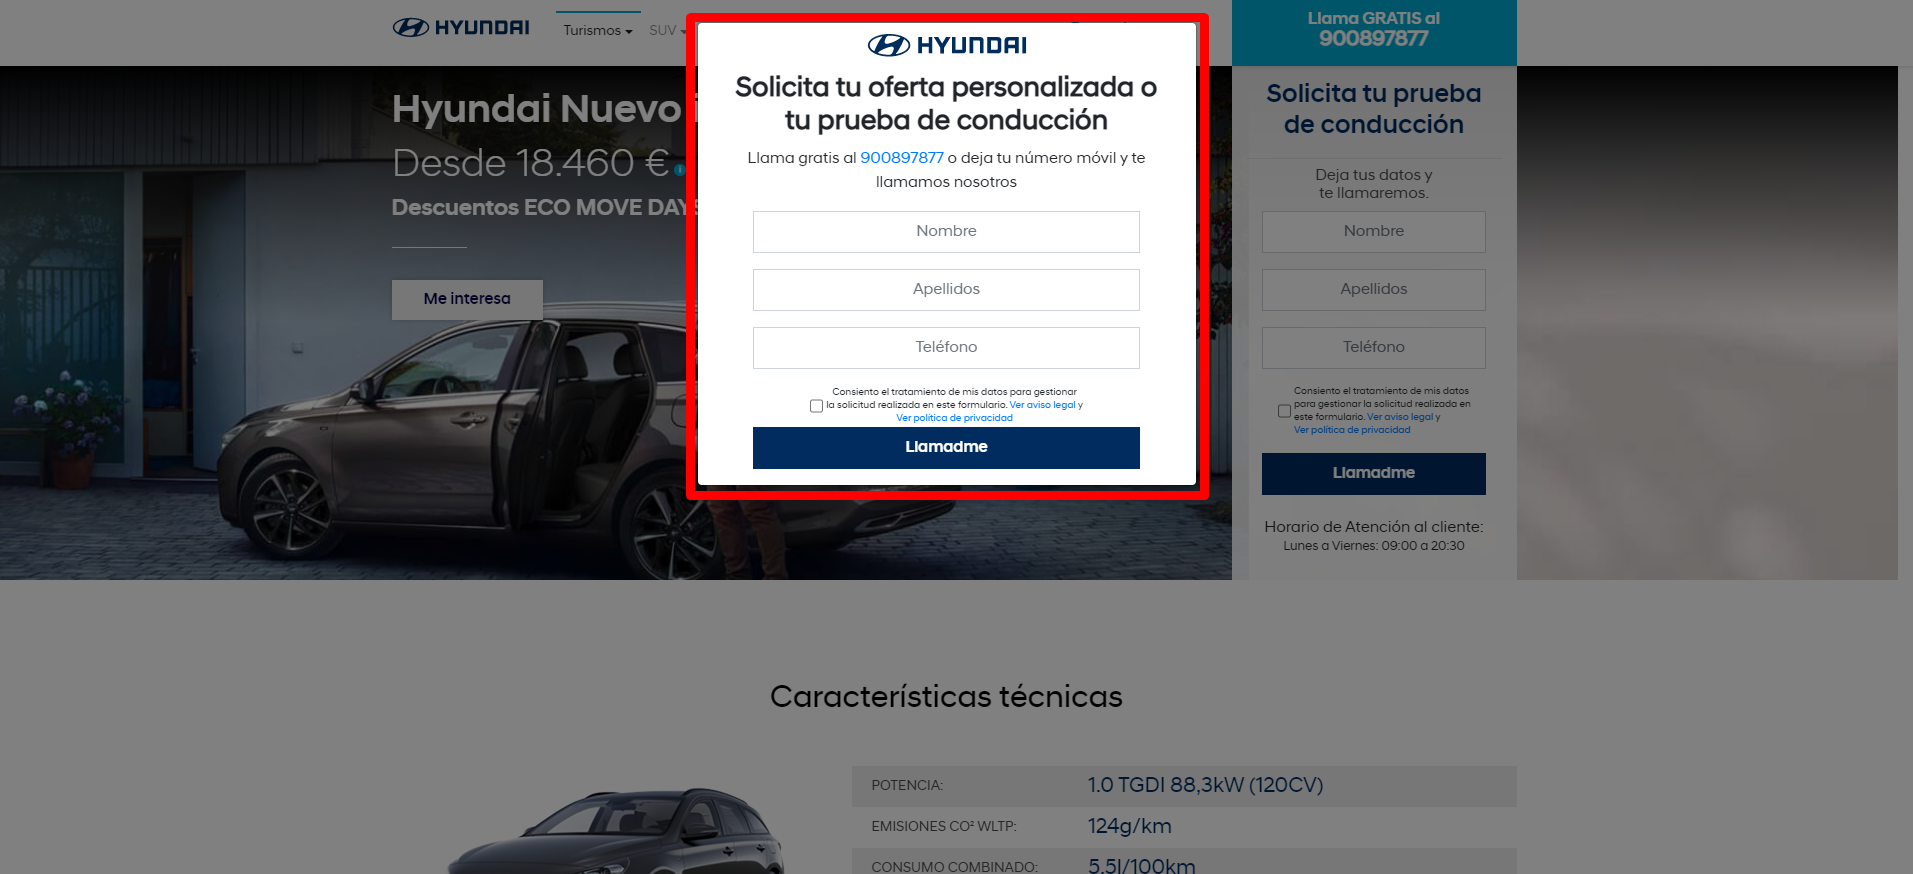 HYUNDAI
Turismos
SUV
Llama GRATIS al
900897877
HYUNDAI
Solicita tu oferta personalizada o
tu prueba de conducción
Llama gratis al 900897877 o deja tu número móvil y te
llamamos nosotros
Nombre
Apellidos
Teléfono
Consiento el tratamiento de mis datos para gestionar
la solicitud realizada en este formulario. Ver aviso legal y
Ver política de privacidad
Llamadme
Hyundai Nuevo
Desde 18.460 €
Descuentos ECO MOVE DAYS
Me interesa
Solicita tu prueba
de conducción
Deja tus datos y
te llamaremos.
Nombre
Apellidos
Teléfono
Consiento el tratamiento de mis datos
para gestionar la solicitud realizada en
este formulario. Ver aviso legal y
Ver política de privacidad
Llamadme
Horario de Atención al cliente:
Lunes a Viernes: 09:00 a 20:30
Características técnicas
POTENCIA: 1.0 TGDI 88,3kW (120CV)
EMISIONES CO² WLTP: 124g/km
CONSUMO COMBINADO: 5,5l/100km